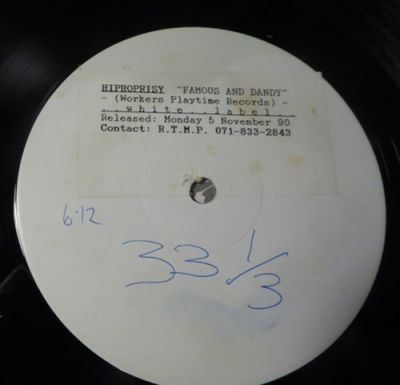 HIPHOPRISY "FAMOUS AND DANDY"
- (Workers Playtime Records) -
..white..label..
Released: Monday 5 November 90
Contact: R.T.M.P. 071-833-2843
6:12
33 1/3